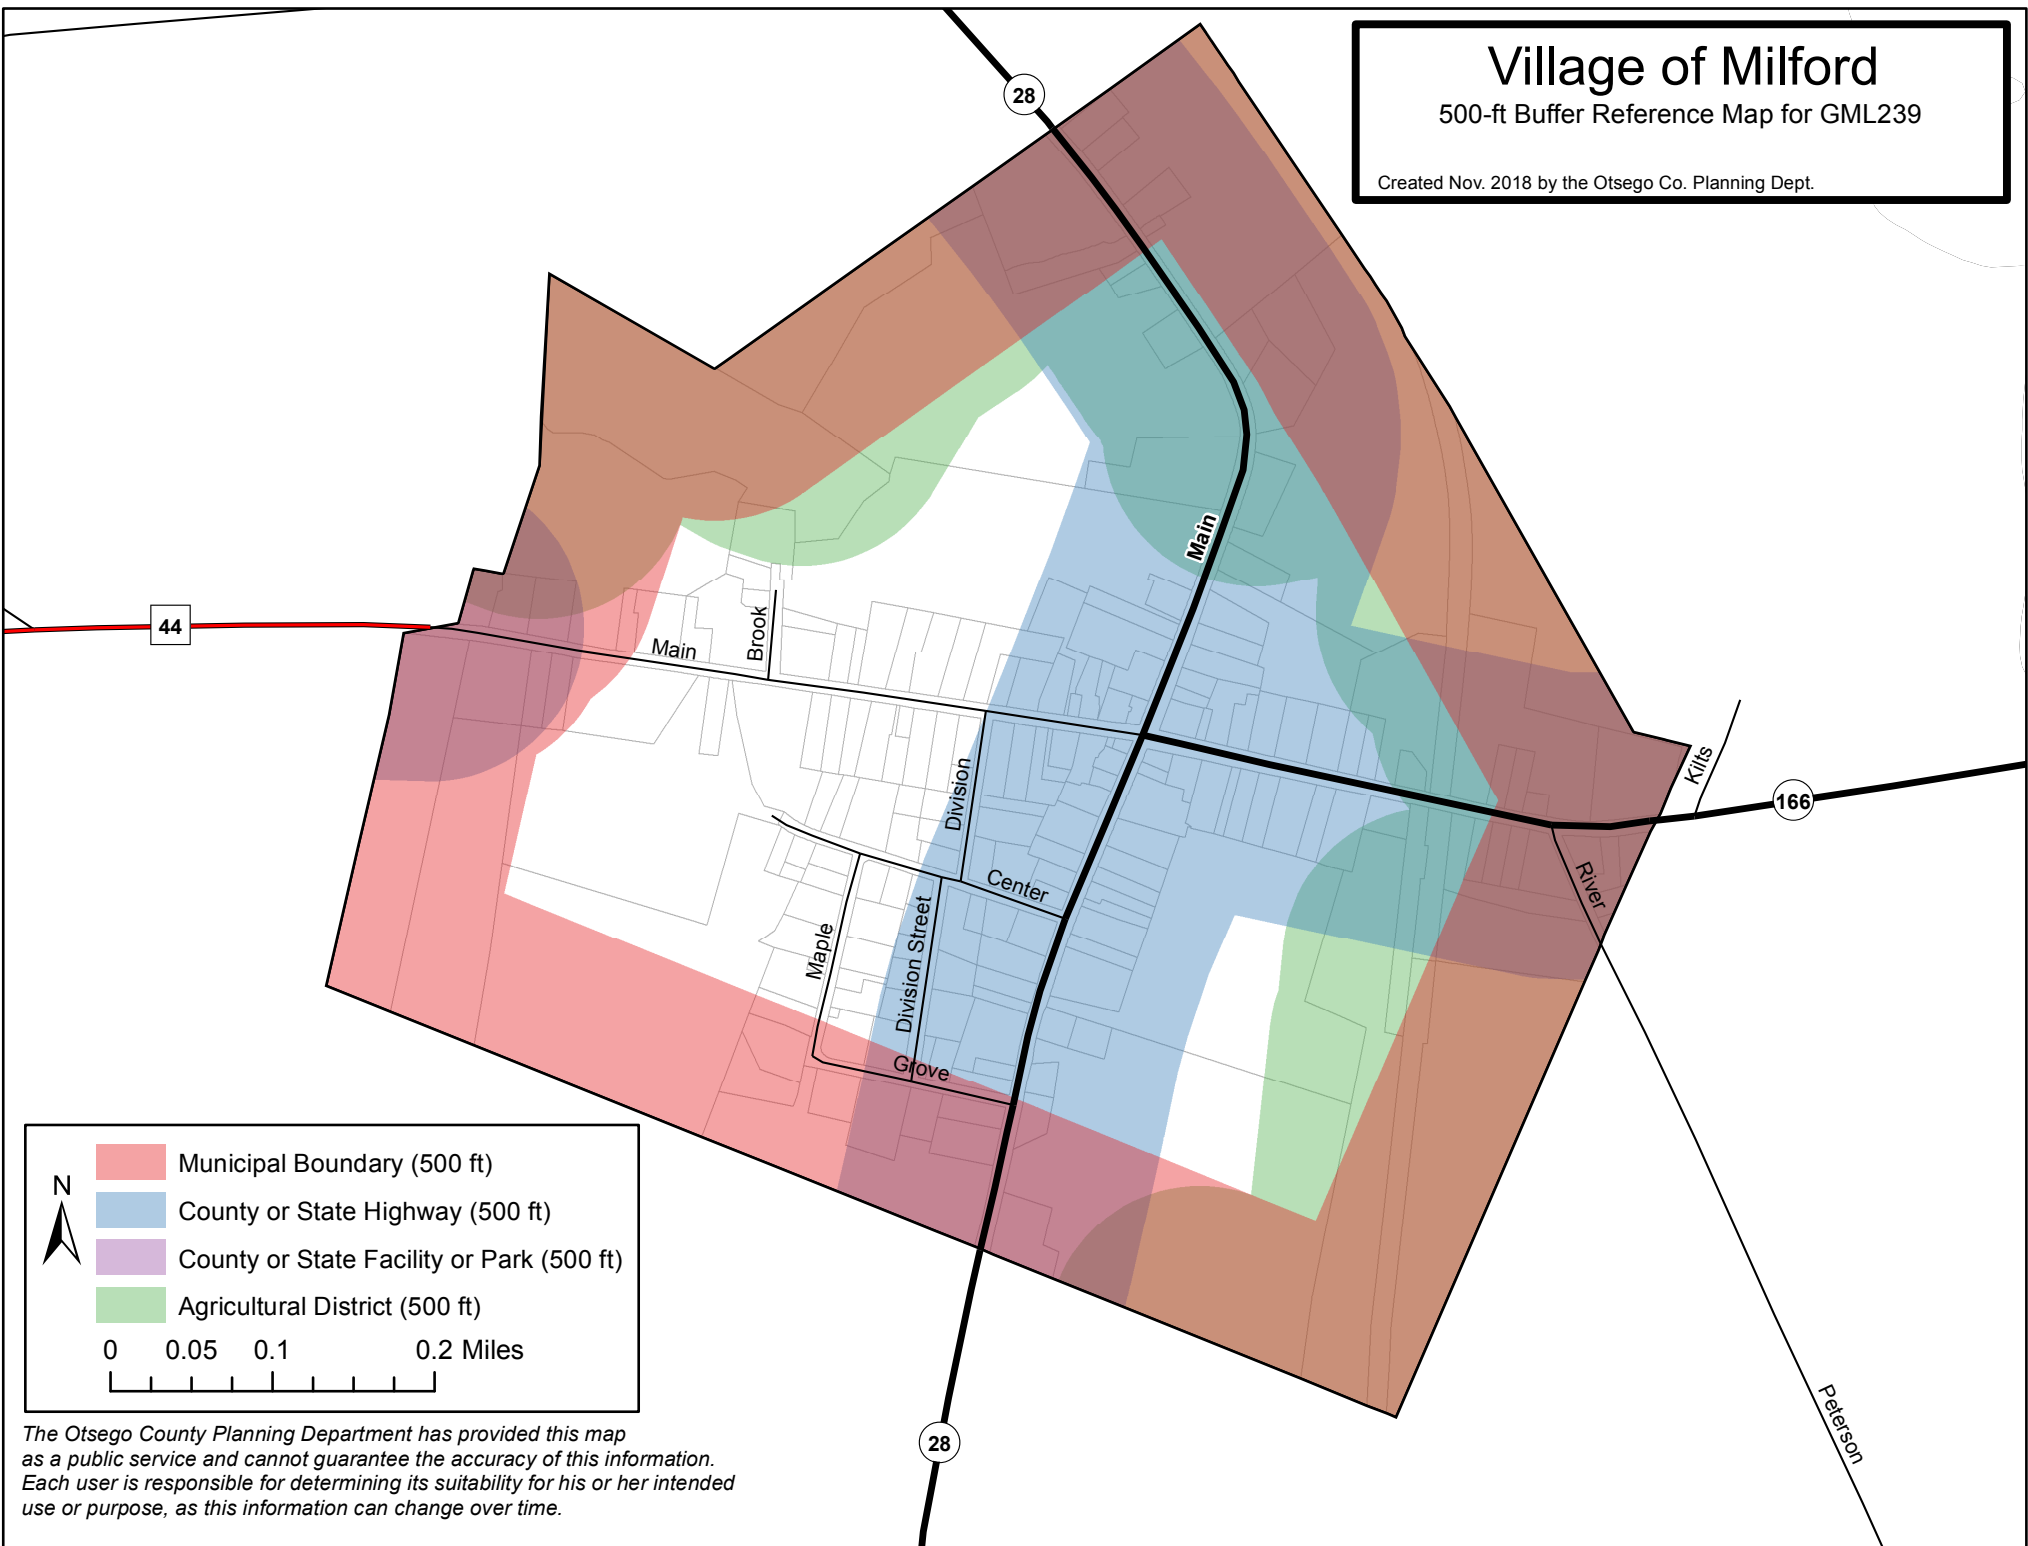 Village of Milford
500-ft Buffer Reference Map for GML239
Created Nov. 2018 by the Otsego Co. Planning Dept.
28
Main
44
Main
Brook
Kilts
166
Division
Center
River
Maple
Division Street
Grove
N
Municipal Boundary (500 ft)
County or State Highway (500 ft)
County or State Facility or Park (500 ft)
Agricultural District (500 ft)
0 0.05 0.1 0.2 Miles
28
Peterson
The Otsego County Planning Department has provided this map
as a public service and cannot guarantee the accuracy of this information.
Each user is responsible for determining its suitability for his or her intended
use or purpose, as this information can change over time.